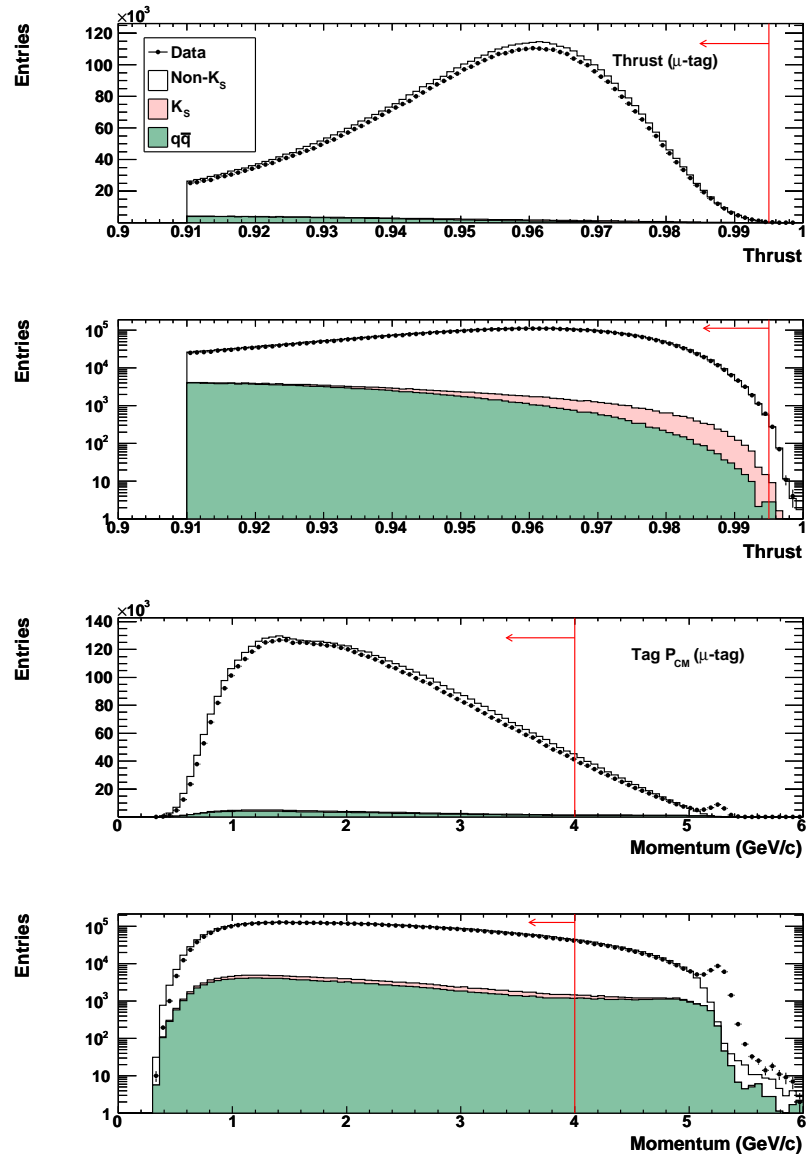 ×10³
Entries
120
100
80
60
40
20
Data
Non-K_S
K_S
qq̅
Thrust (μ-tag)
0.9 0.91 0.92 0.93 0.94 0.95 0.96 0.97 0.98 0.99 1
Thrust
Entries
10⁵
10⁴
10³
10²
10
1
0.9 0.91 0.92 0.93 0.94 0.95 0.96 0.97 0.98 0.99 1
Thrust
×10³
Entries
140
120
100
80
60
40
20
0
Tag P_CM (μ-tag)
0 1 2 3 4 5 6
Momentum (GeV/c)
Entries
10⁵
10⁴
10³
10²
10
1
0 1 2 3 4 5 6
Momentum (GeV/c)